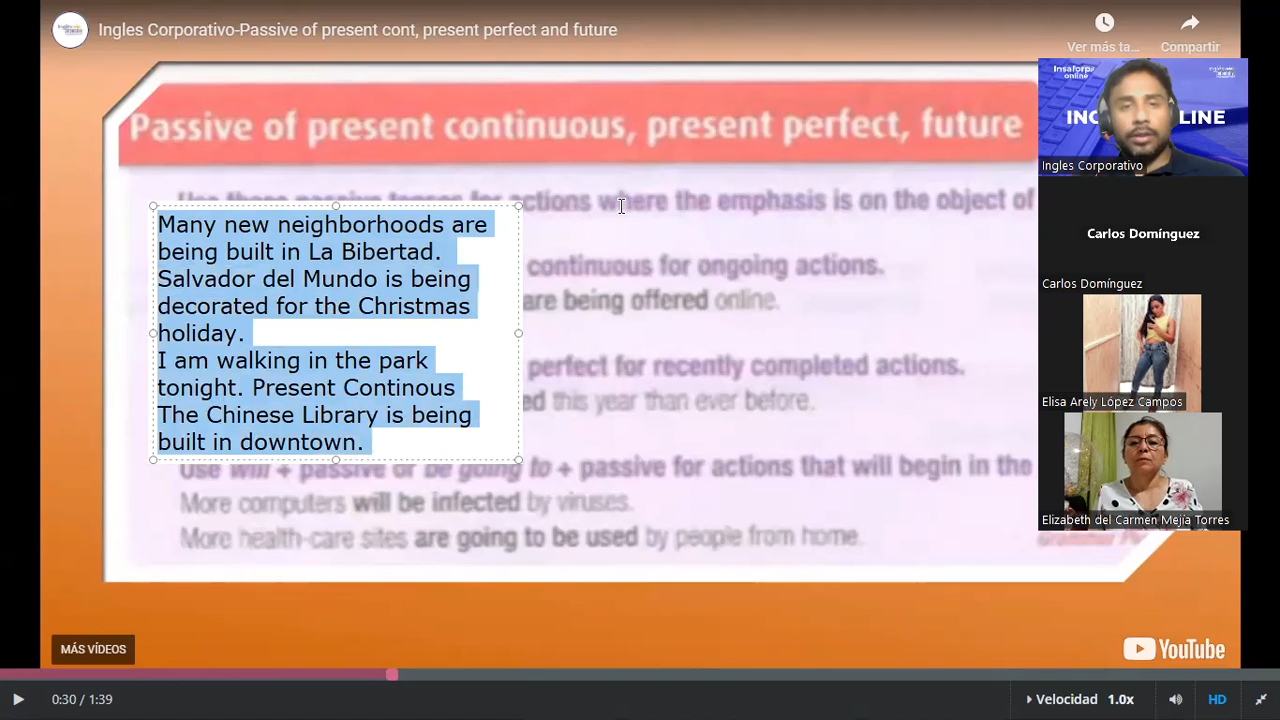 Ingles Corporativo-Passive of present cont, present perfect and future
Ver más ta...
Compartir
Insaforp
online
LINE
Ingles Corporativo
Passive of present continuous, present perfect, future
actions where the emphasis is on the object of
Many new neighborhoods are
being built in La Bibertad.
Salvador del Mundo is being
decorated for the Christmas
holiday.
I am walking in the park
tonight. Present Continous
The Chinese Library is being
built in downtown.
continuous for ongoing actions.
are being offered online.
perfect for recently completed actions.
ed this year than ever before.
Use will + passive or be going to + passive for actions that will begin in the
More computers will be infected by viruses.
More health-care sites are going to be used by people from home.
Carlos Domínguez
Carlos Domínguez
Elisa Arely López Campos
Elizabeth del Carmen Mejía Torres
MÁS VÍDEOS
YouTube
0:30 / 1:39
Velocidad 1.0x
HD